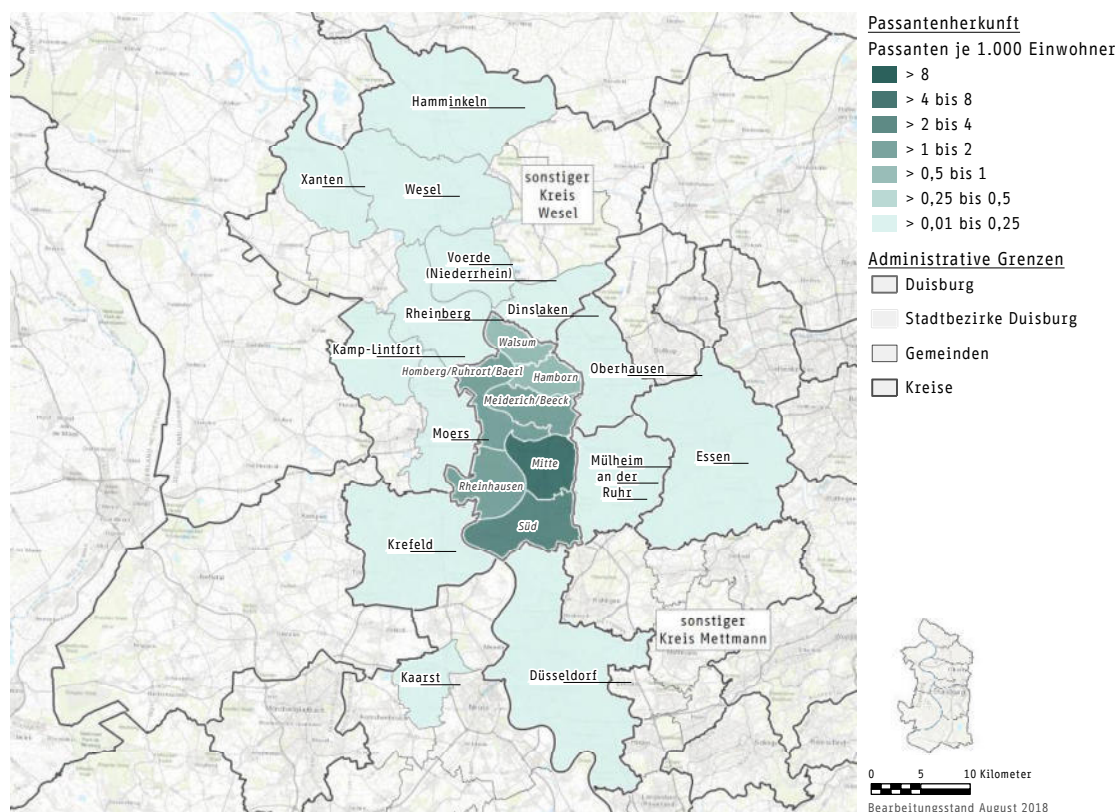 Passantenherkunft
Passanten je 1.000 Einwohner
> 8
> 4 bis 8
> 2 bis 4
> 1 bis 2
> 0,5 bis 1
> 0,25 bis 0,5
> 0,01 bis 0,25
Administrative Grenzen
Duisburg
Stadtbezirke Duisburg
Gemeinden
Kreise
Hamminkeln
Xanten
Wesel
sonstiger
Kreis
Wesel
Voerde
(Niederrhein)
Rheinberg
Dinslaken
Walsum
Kamp-Lintfort
Homberg/Ruhrort/Baerl
Hamborn
Oberhausen
Meiderich/Beeck
Moers
Mitte
Mülheim
an der
Ruhr
Essen
Rheinhausen
Süd
Krefeld
sonstiger
Kreis Mettmann
Kaarst
Düsseldorf
0 5 10 Kilometer
Bearbeitungsstand August 2018